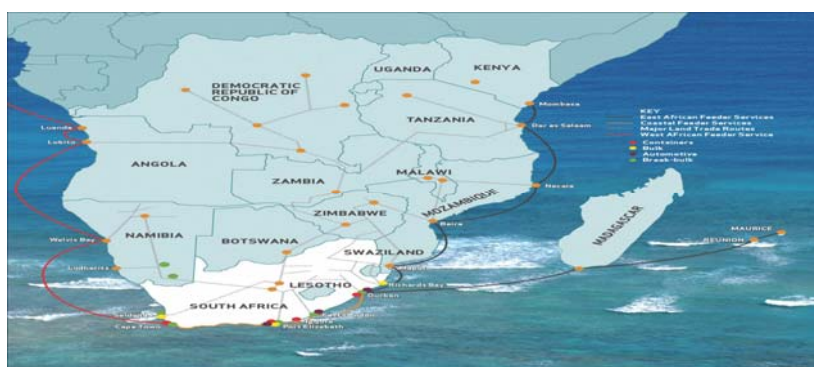 DEMOCRATIC
REPUBLIC OF
CONGO
UGANDA
KENYA
Mombasa
TANZANIA
Dar es Salaam
KEY
East African Feeder Services
Coastal Feeder Services
Major Land Trade Routes
West African Feeder Service
Containers
Bulk
Automotive
Break-bulk
Luanda
Lobito
ANGOLA
ZAMBIA
MALAWI
MOZAMBIQUE
Nacala
ZIMBABWE
Beira
MADAGASCAR
MAURICE
REUNION
Walvis Bay
NAMIBIA
BOTSWANA
SWAZILAND
Maputo
Richards Bay
LESOTHO
Durban
SOUTH AFRICA
Cape Town
Port Elizabeth